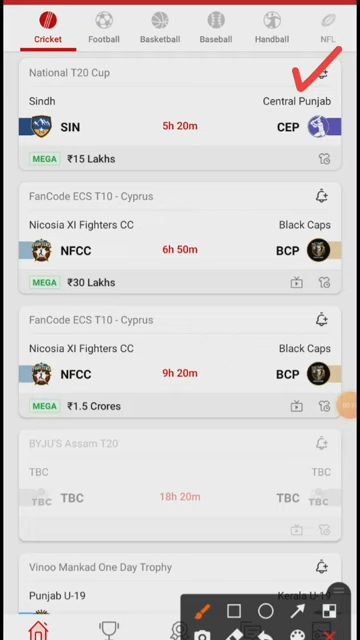 Cricket Football Basketball Baseball Handball NFL
National T20 Cup
Sindh Central Punjab
SIN 5h 20m CEP
MEGA ₹15 Lakhs
FanCode ECS T10 - Cyprus
Nicosia XI Fighters CC Black Caps
NFCC 6h 50m BCP
MEGA ₹30 Lakhs
FanCode ECS T10 - Cyprus
Nicosia XI Fighters CC Black Caps
NFCC 9h 20m BCP
MEGA ₹1.5 Crores
BYJU'S Assam T20
TBC TBC
TBC 18h 20m TBC
Vinoo Mankad One Day Trophy
Punjab U-19 Kerala U-19